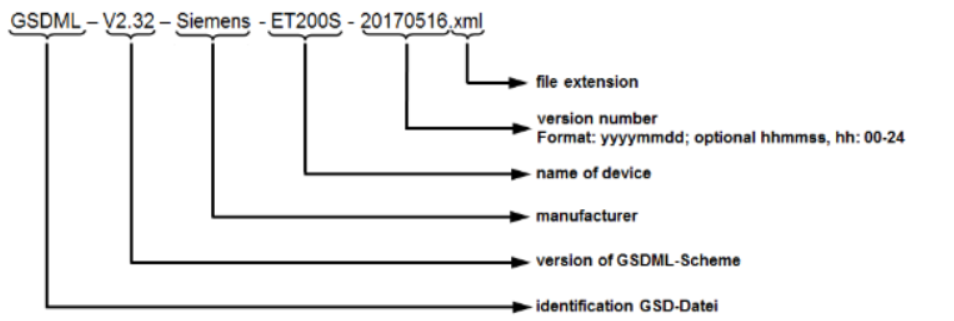 GSDML – V2.32 – Siemens - ET200S - 20170516.xml
file extension
version number
Format: yyyymmdd; optional hhmmss, hh: 00-24
name of device
manufacturer
version of GSDML-Scheme
identification GSD-Datei